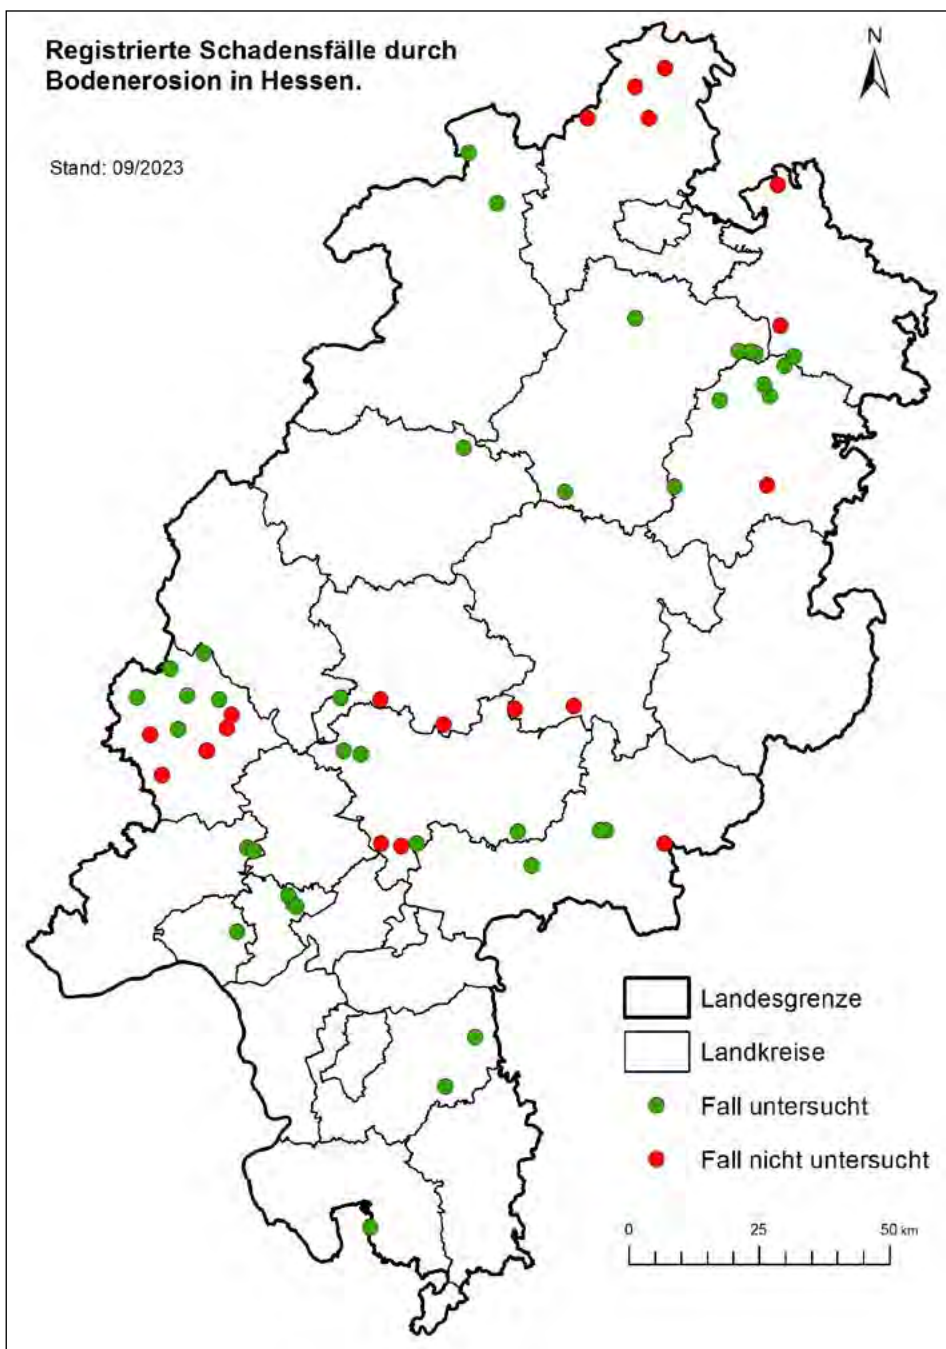 Registrierte Schadensfälle durch
Bodenerosion in Hessen.
N
Stand: 09/2023
Landesgrenze
Landkreise
Fall untersucht
Fall nicht untersucht
0 25 50 km